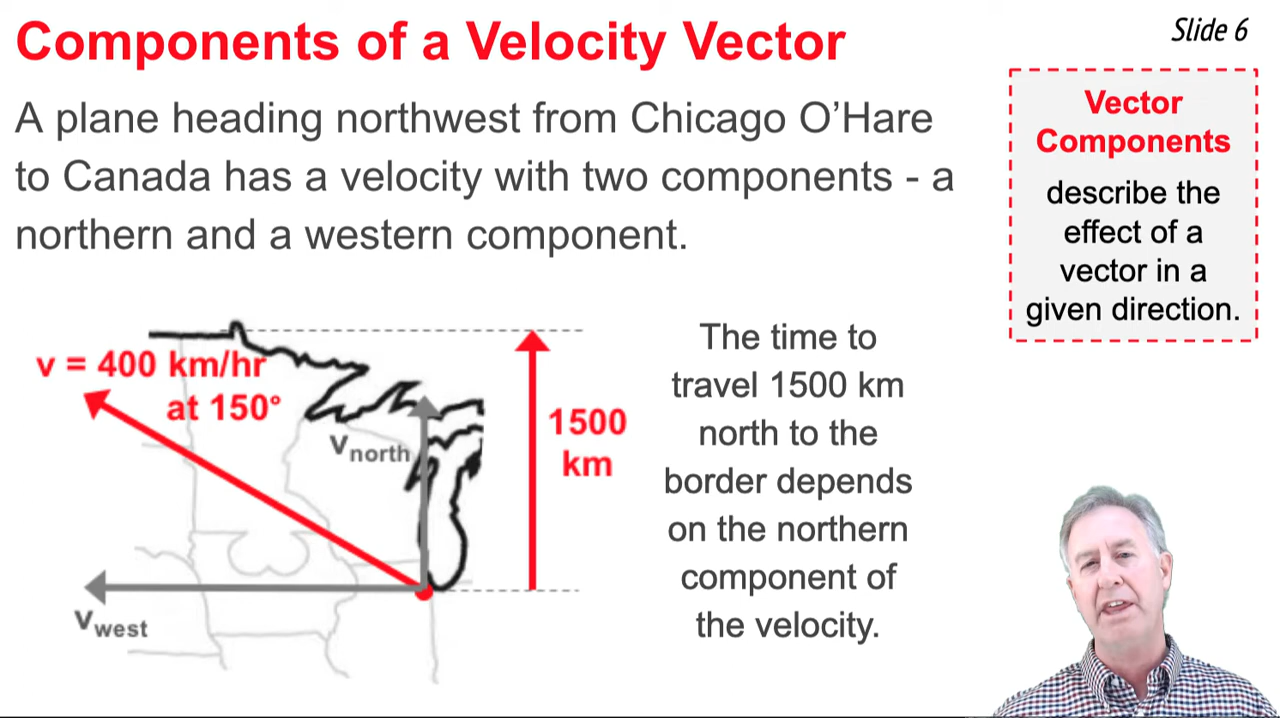 Components of a Velocity Vector
Slide 6
A plane heading northwest from Chicago O’Hare
to Canada has a velocity with two components - a
northern and a western component.
Vector
Components
describe the
effect of a
vector in a
given direction.
v = 400 km/hr
at 150°
Vnorth
Vwest
1500
km
The time to
travel 1500 km
north to the
border depends
on the northern
component of
the velocity.